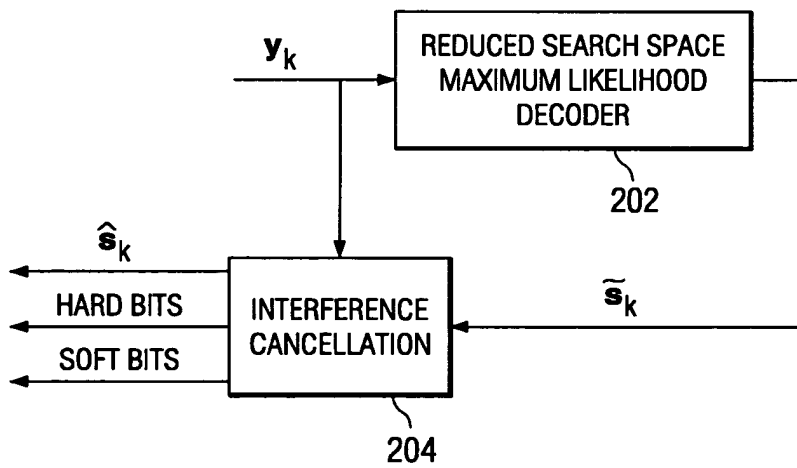 y_k
REDUCED SEARCH SPACE
MAXIMUM LIKELIHOOD
DECODER
202
ŝ_k
HARD BITS
SOFT BITS
INTERFERENCE
CANCELLATION
s̃_k
204